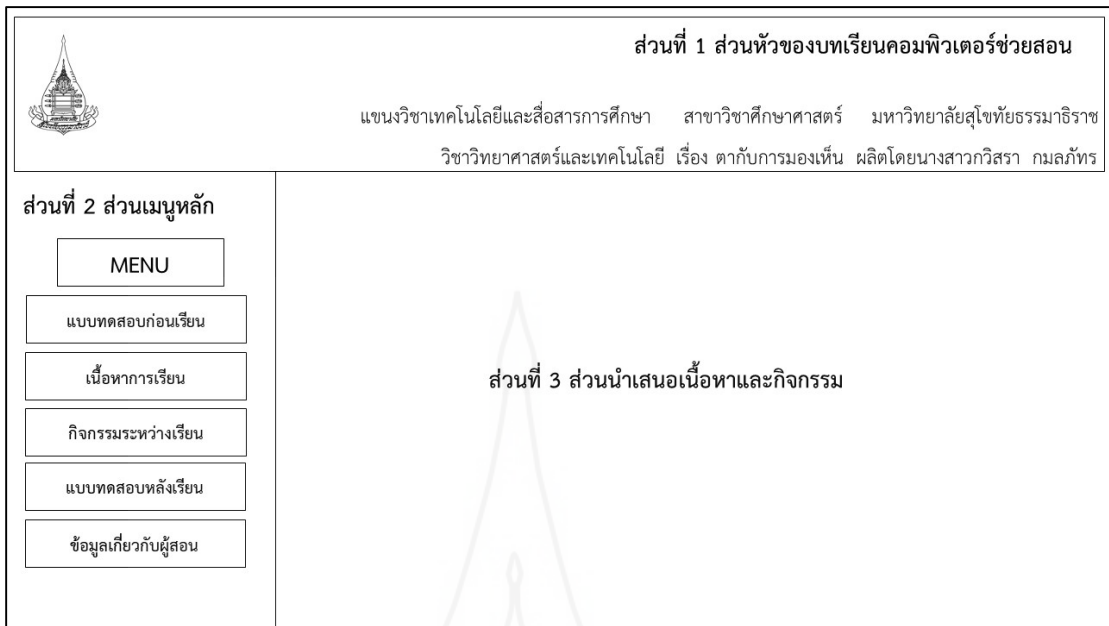 ส่วนที่ 1 ส่วนหัวของบทเรียนคอมพิวเตอร์ช่วยสอน
แขนงวิชาเทคโนโลยีและสื่อสารการศึกษา สาขาวิชาศึกษาศาสตร์ มหาวิทยาลัยสุโขทัยธรรมาธิราช
วิชาวิทยาศาสตร์และเทคโนโลยี เรื่อง ตากับการมองเห็น ผลิตโดยนางสาวกวิสรา กมลภัทร
ส่วนที่ 2 ส่วนเมนูหลัก
MENU
แบบทดสอบก่อนเรียน
เนื้อหาการเรียน
กิจกรรมระหว่างเรียน
แบบทดสอบหลังเรียน
ข้อมูลเกี่ยวกับผู้สอน
ส่วนที่ 3 ส่วนนำเสนอเนื้อหาและกิจกรรม